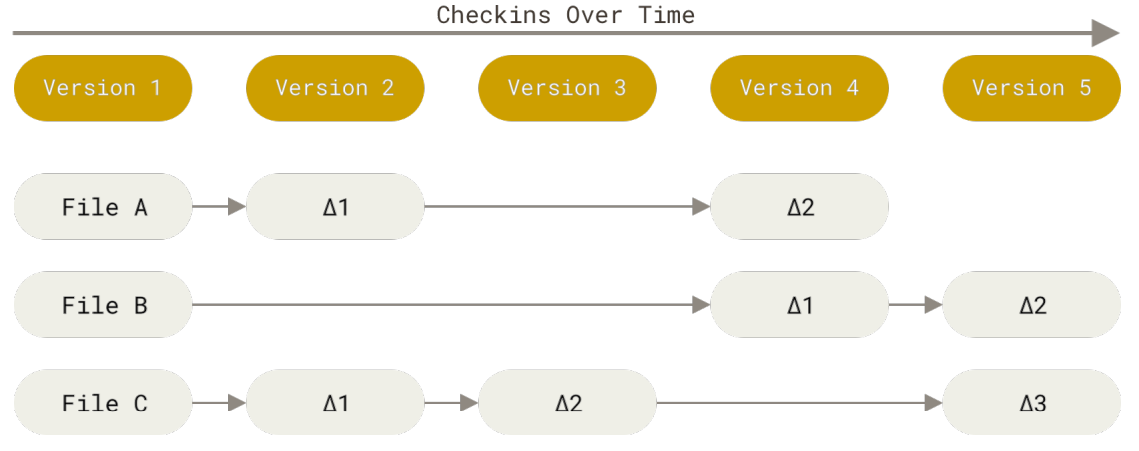 Checkins Over Time
Version 1 Version 2 Version 3 Version 4 Version 5
File A Δ1 Δ2
File B Δ1 Δ2
File C Δ1 Δ2 Δ3